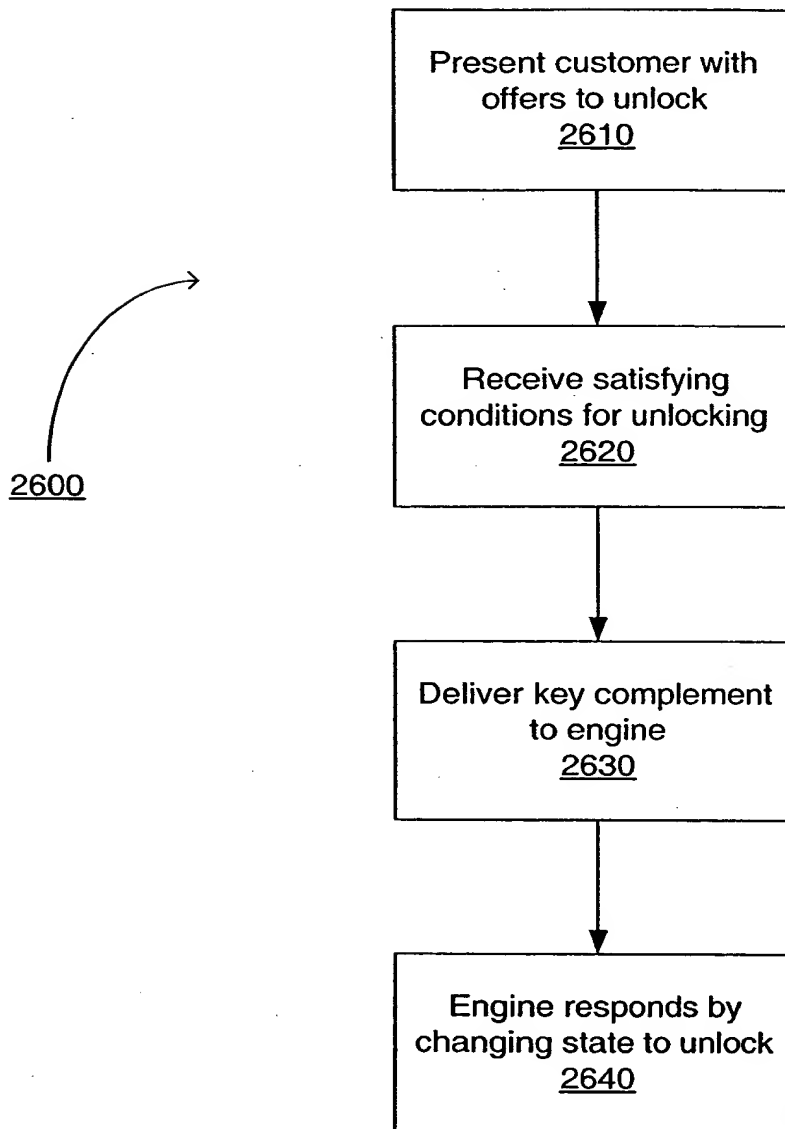 Present customer with
offers to unlock
2610
Receive satisfying
conditions for unlocking
2620
2600
Deliver key complement
to engine
2630
Engine responds by
changing state to unlock
2640